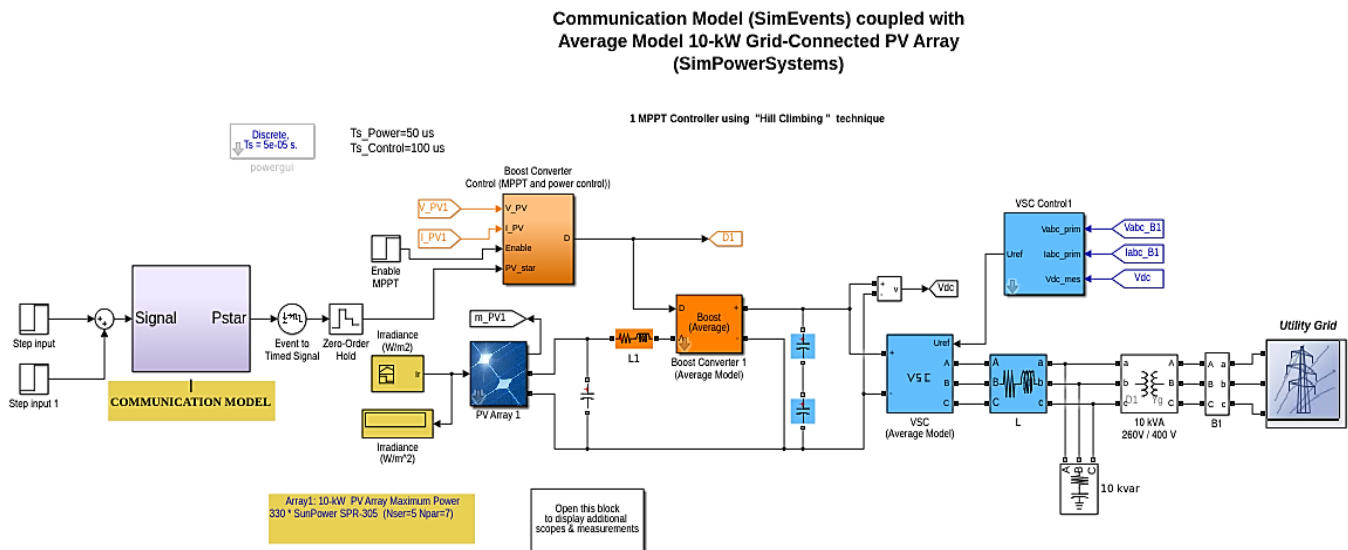 Communication Model (SimEvents) coupled with
Average Model 10-kW Grid-Connected PV Array
(SimPowerSystems)
1 MPPT Controller using "Hill Climbing " technique
Discrete,
Ts = 5e-05 s.
powergui
Ts_Power=50 us
Ts_Control=100 us
Boost Converter
Control (MPPT and power control))
V_PV1
I_PV1
V_PV
I_PV
Enable
PV_star
D
D1
Enable
MPPT
VSC Control1
Vabc_prim
Iabc_prim
Vdc_mes
Uref
Vabc_B1
Iabc_B1
Vdc
Step input
Step input 1
Signal
Pstar
COMMUNICATION MODEL
Event to
Timed Signal
Zero-Order
Hold
Irradiance
(W/m2)
Ir
Irradiance
(W/m^2)
m_PV1
PV Array 1
L1
D
Boost
(Average)
+
-
Boost Converter 1
(Average Model)
+
-
v
Vdc
Uref
+
-
VSC
A
B
C
VSC
(Average Model)
A
B
C
a
b
c
L
a
b
c
D1
Yg
A
B
C
10 kVA
260V / 400 V
A
B
C
a
b
c
B1
Utility Grid
A
B
C
10 kvar
Array1: 10-kW PV Array Maximum Power
330 * SunPower SPR-305 (Nser=5 Npar=7)
Open this block
to display additional
scopes & measurements